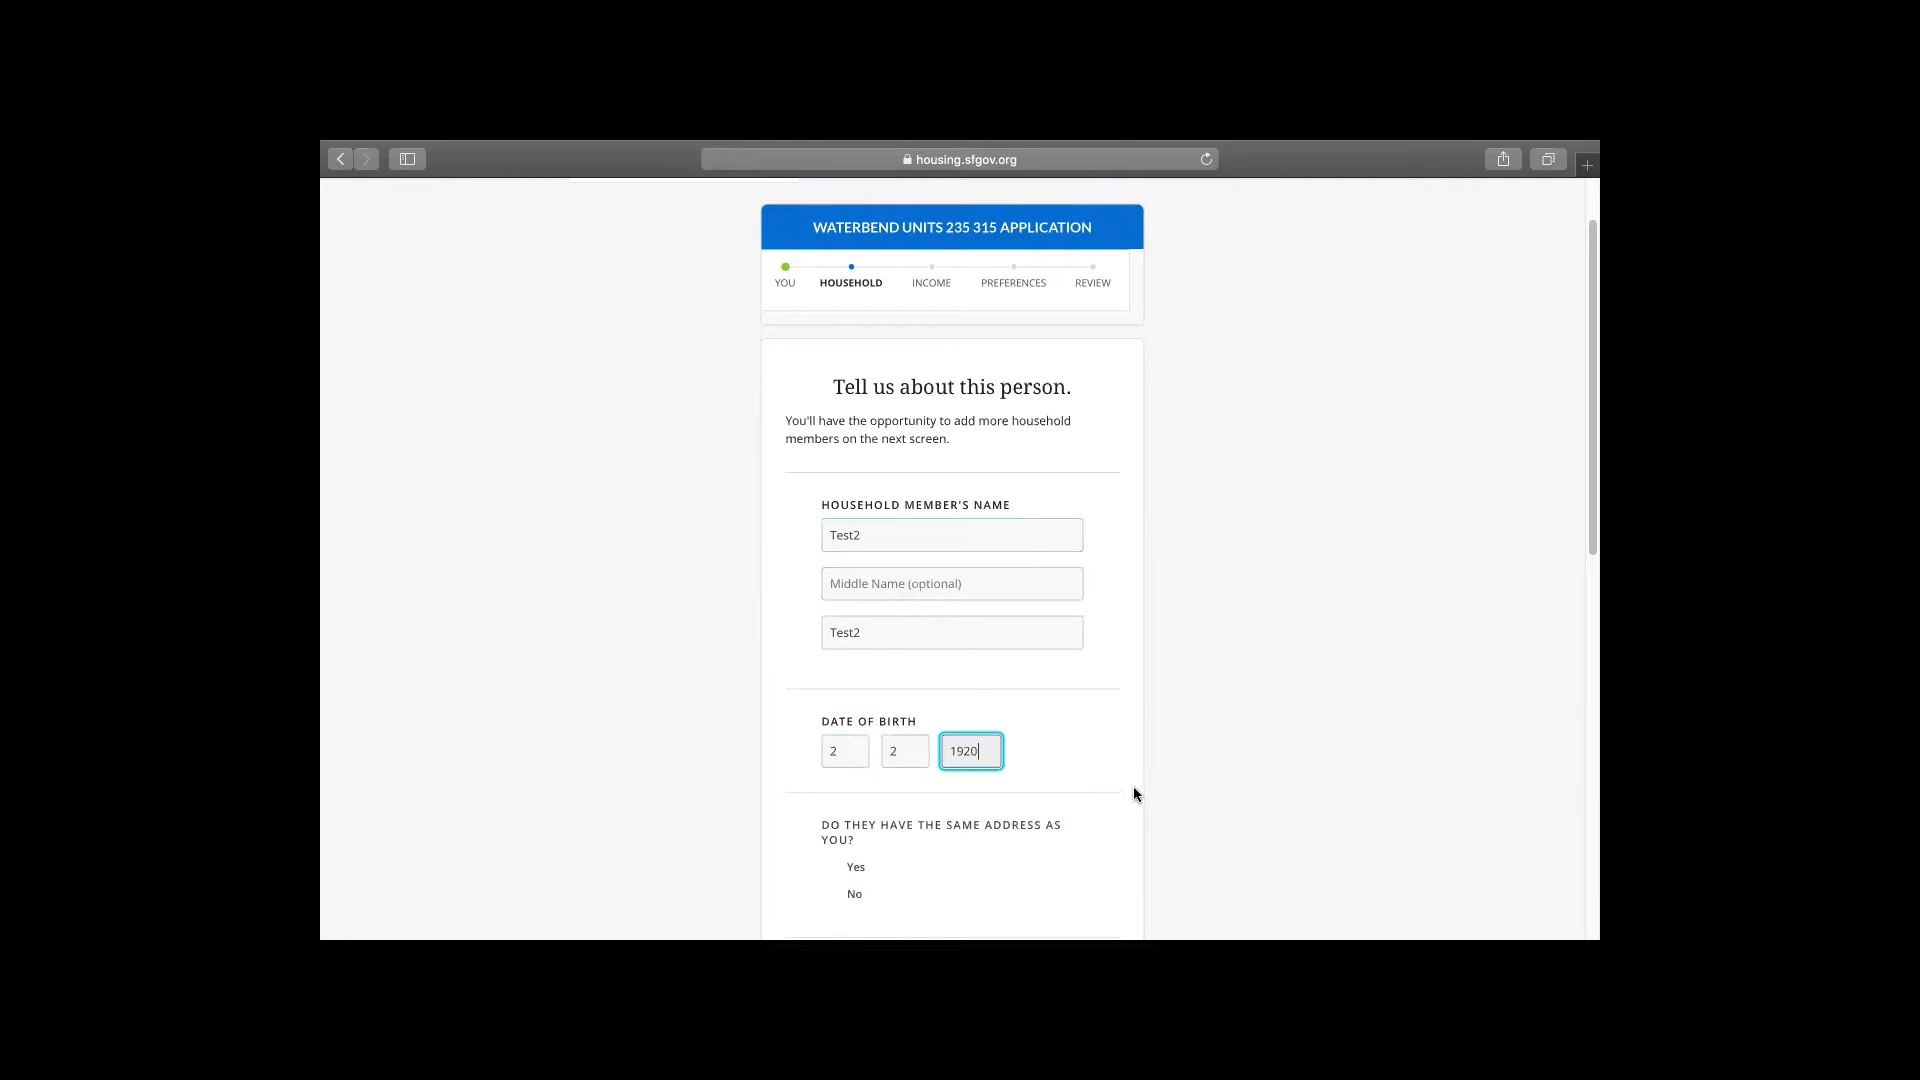 housing.sfgov.org
WATERBEND UNITS 235 315 APPLICATION
YOU HOUSEHOLD INCOME PREFERENCES REVIEW
Tell us about this person.
You'll have the opportunity to add more household
members on the next screen.
HOUSEHOLD MEMBER'S NAME
Test2
Middle Name (optional)
Test2
DATE OF BIRTH
2 2 1920
DO THEY HAVE THE SAME ADDRESS AS
YOU?
Yes
No